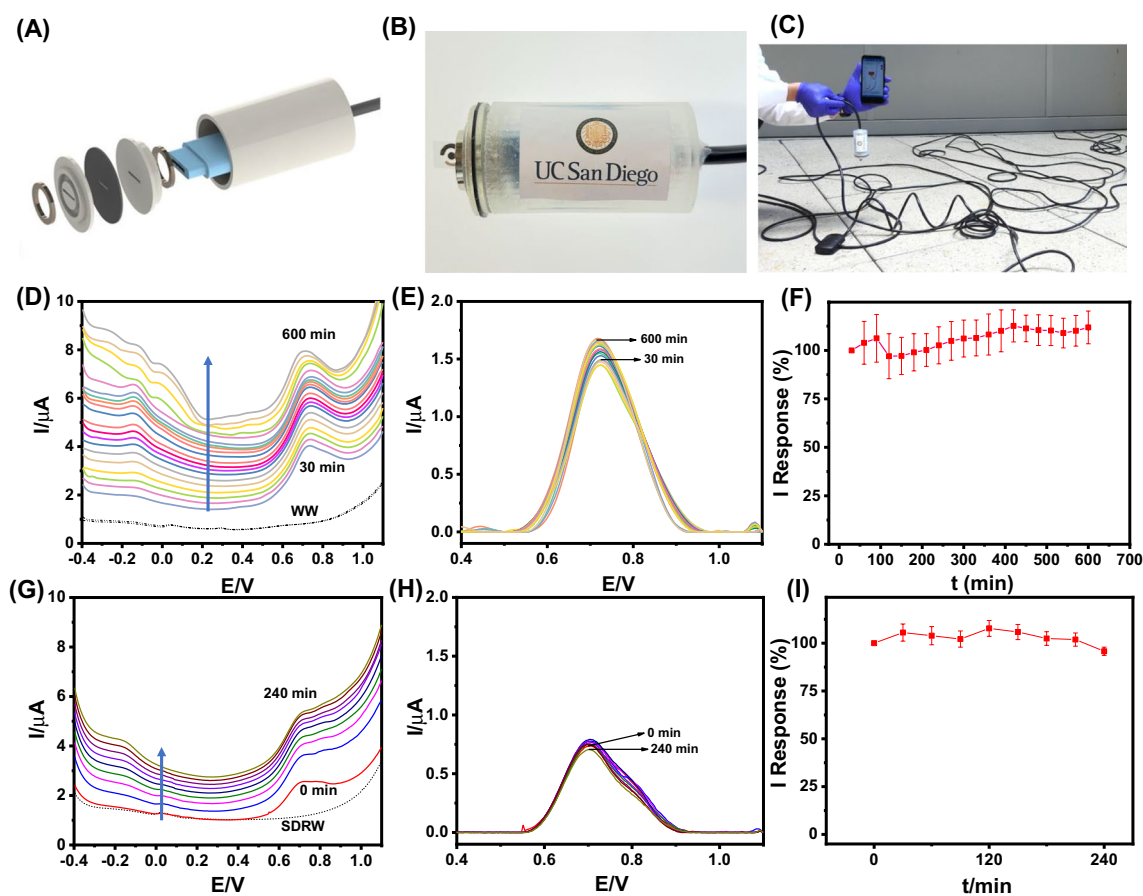 (A)
(B)
UC San Diego
(C)
(D)
10
8
6
4
2
0
I/µA
600 min
30 min
WW
-0.4
-0.2
0.0
0.2
0.4
0.6
0.8
1.0
E/V
(E)
2.0
1.5
1.0
0.5
0.0
I/µA
600 min
30 min
0.4
0.6
0.8
1.0
E/V
(F)
100
75
50
25
0
I Response (%)
0
100
200
300
400
500
600
700
t (min)
(G)
10
8
6
4
2
0
I/µA
240 min
0 min
SDRW
-0.4
-0.2
0.0
0.2
0.4
0.6
0.8
1.0
E/V
(H)
2.0
1.5
1.0
0.5
0.0
I/µA
0 min
240 min
0.4
0.6
0.8
1.0
E/V
(I)
100
75
50
25
0
I Response (%)
0
120
240
t/min